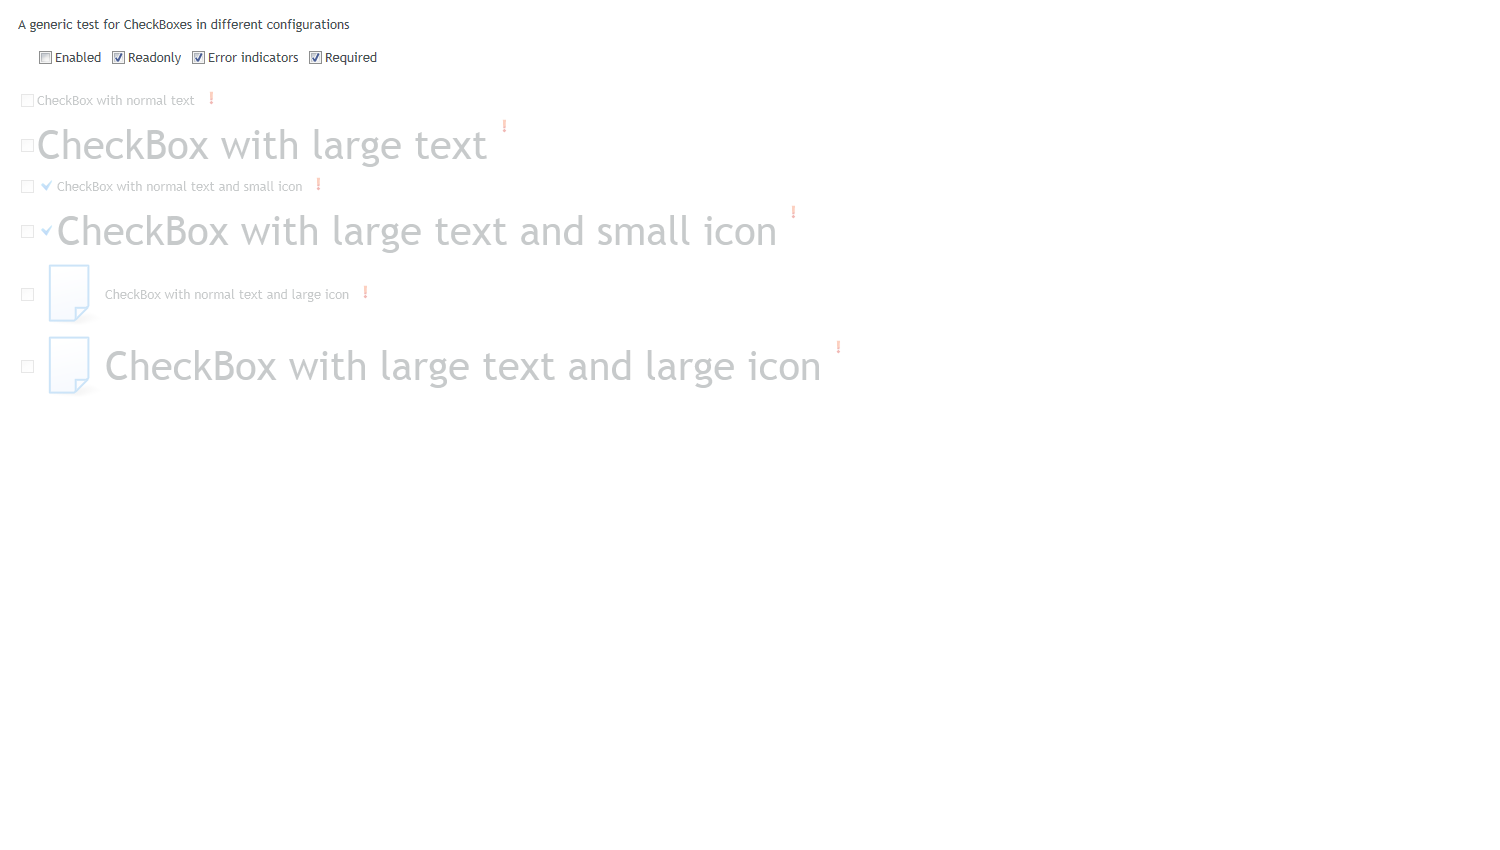 A generic test for CheckBoxes in different configurations
Enabled Readonly Error indicators Required
CheckBox with normal text
CheckBox with large text
CheckBox with normal text and small icon
CheckBox with large text and small icon
CheckBox with normal text and large icon
CheckBox with large text and large icon